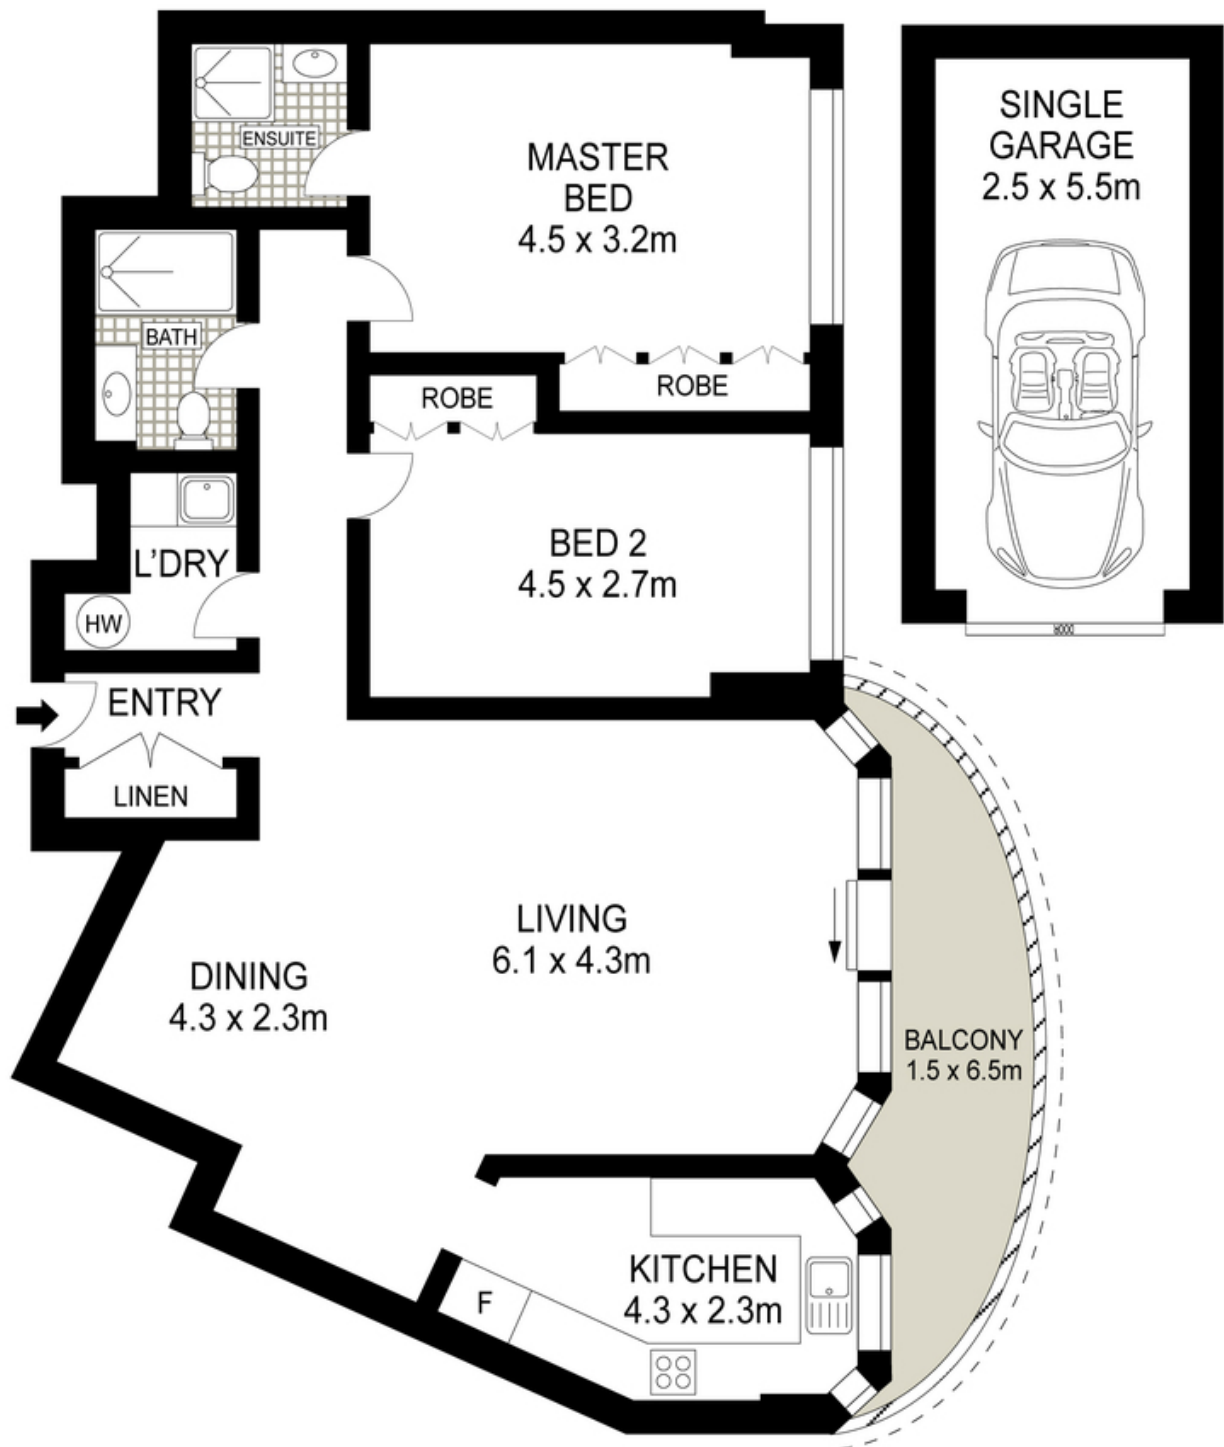 ENSUITE
MASTER
BED
4.5 x 3.2m
SINGLE
GARAGE
2.5 x 5.5m
BATH
ROBE
ROBE
BED 2
4.5 x 2.7m
L'DRY
HW
ENTRY
LINEN
LIVING
6.1 x 4.3m
DINING
4.3 x 2.3m
BALCONY
1.5 x 6.5m
KITCHEN
4.3 x 2.3m
F